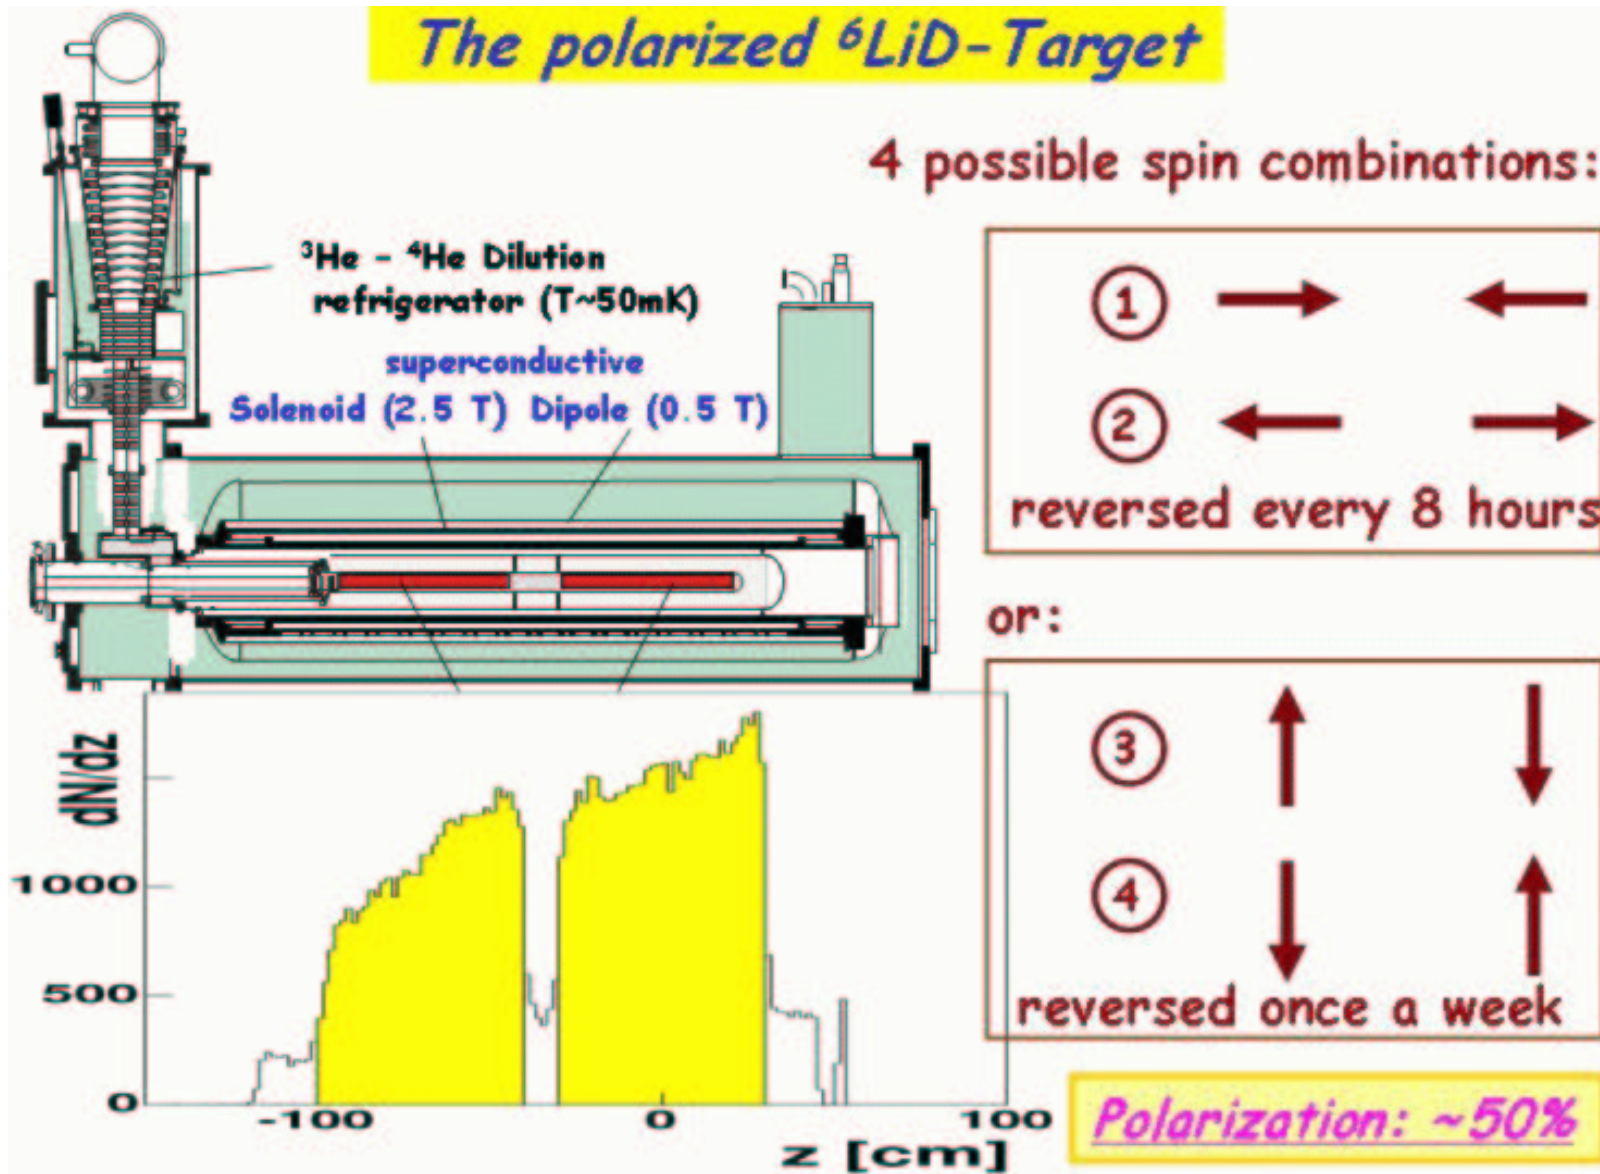 The polarized ⁶LiD-Target
4 possible spin combinations:
³He - ⁴He Dilution
refrigerator (T~50mK)
superconductive
Solenoid (2.5 T) Dipole (0.5 T)
1
2
reversed every 8 hours
or:
3
4
reversed once a week
dN/dz
1000
500
0
-100 0 100
z [cm]
Polarization: ~50%